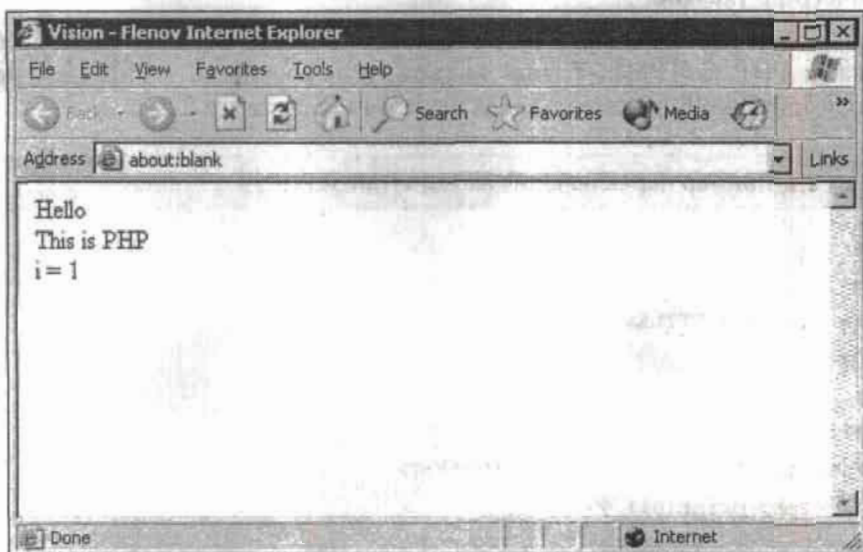 Vision - Flenov Internet Explorer
File Edit View Favorites Tools Help
Back Search Favorites Media »
Address about:blank Links
Hello
This is PHP
i = 1
Done Internet